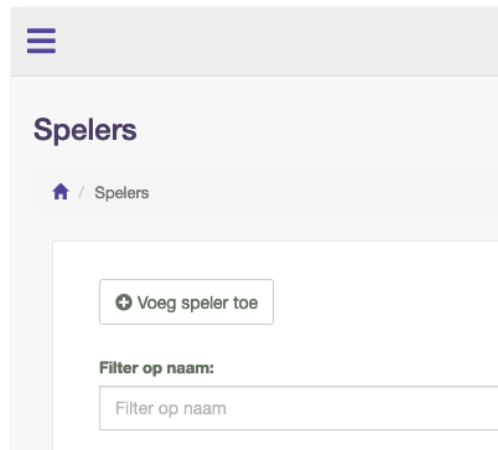 Spelers
/ Spelers
Voeg speler toe
Filter op naam:
Filter op naam